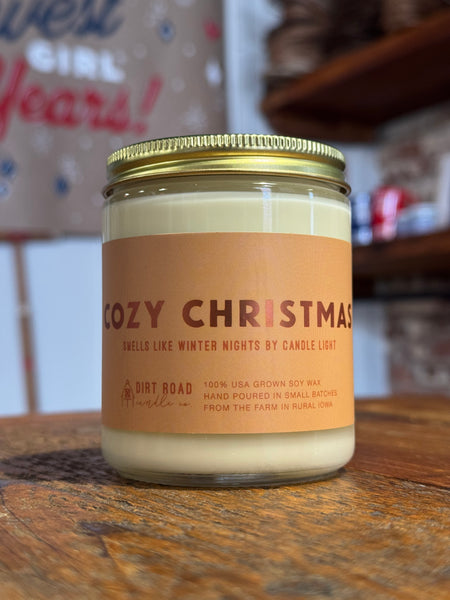 west
GIRL
Years!
COZY CHRISTMAS
SMELLS LIKE WINTER NIGHTS BY CANDLE LIGHT
DIRT ROAD
candle co
100% USA GROWN SOY WAX
HAND POURED IN SMALL BATCHES
FROM THE FARM IN RURAL IOWA